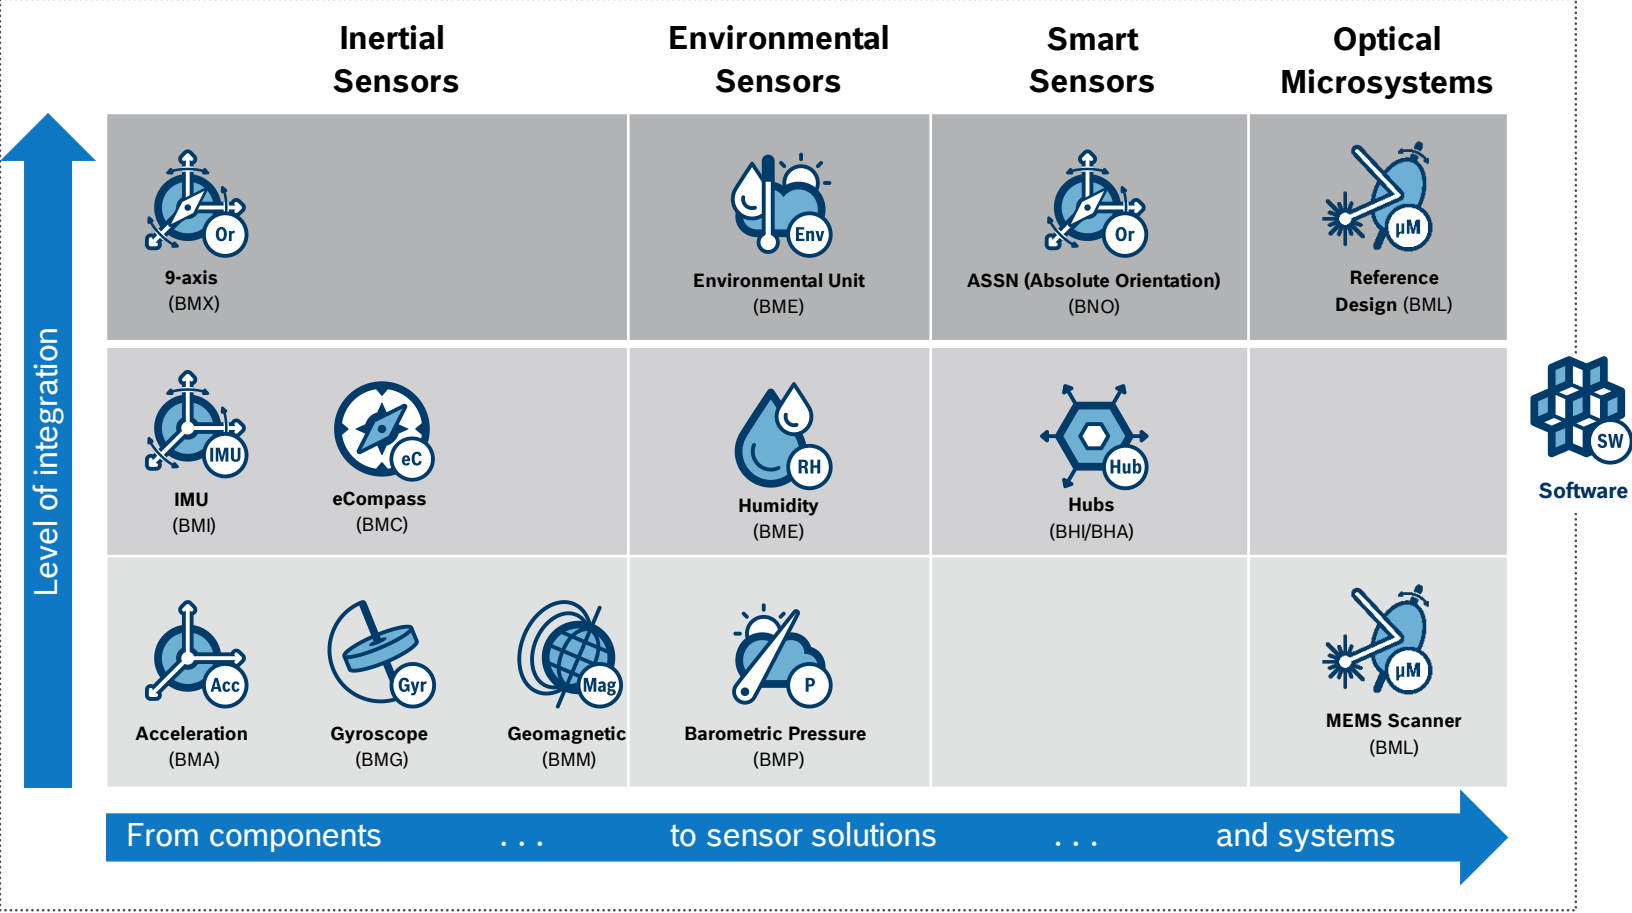 Inertial
Sensors
Environmental
Sensors
Smart
Sensors
Optical
Microsystems
Level of integration
Or
9-axis
(BMX)
Env
Environmental Unit
(BME)
Or
ASSN (Absolute Orientation)
(BNO)
µM
Reference
Design (BML)
IMU
IMU
(BMI)
eC
eCompass
(BMC)
RH
Humidity
(BME)
Hub
Hubs
(BHI/BHA)
SW
Software
Acc
Acceleration
(BMA)
Gyr
Gyroscope
(BMG)
Mag
Geomagnetic
(BMM)
P
Barometric Pressure
(BMP)
µM
MEMS Scanner
(BML)
From components ... to sensor solutions ... and systems